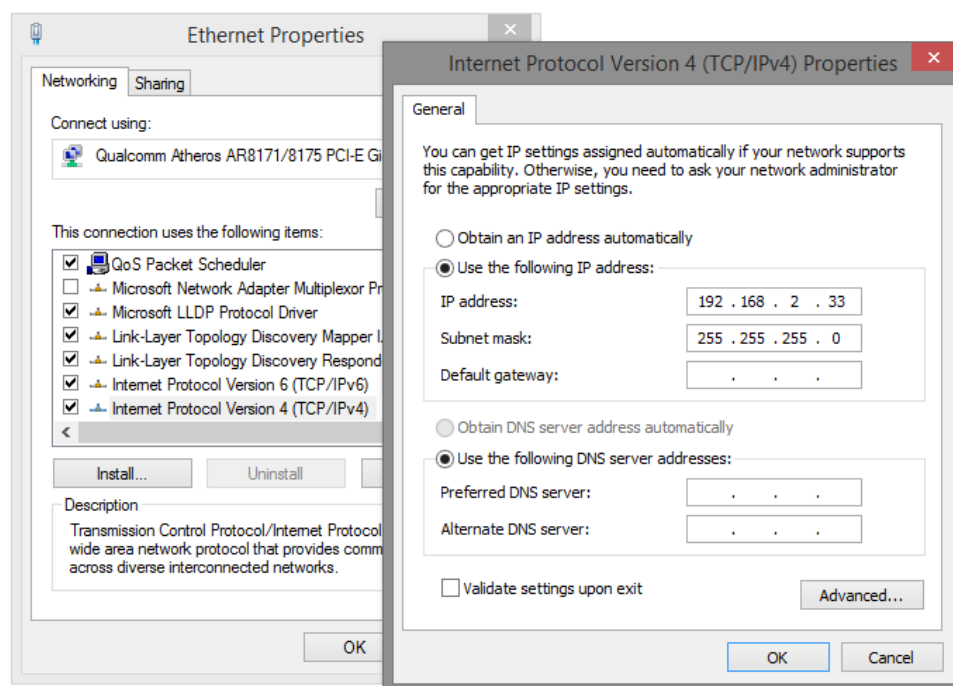 Ethernet Properties
Networking
Sharing
Connect using:
Qualcomm Atheros AR8171/8175 PCI-E Gi
This connection uses the following items:
QoS Packet Scheduler
Microsoft Network Adapter Multiplexor Pr
Microsoft LLDP Protocol Driver
Link-Layer Topology Discovery Mapper I.
Link-Layer Topology Discovery Respond
Internet Protocol Version 6 (TCP/IPv6)
Internet Protocol Version 4 (TCP/IPv4)
Install...
Uninstall
Description
Transmission Control Protocol/Internet Protocol
wide area network protocol that provides comm
across diverse interconnected networks.
OK
Internet Protocol Version 4 (TCP/IPv4) Properties
General
You can get IP settings assigned automatically if your network supports
this capability. Otherwise, you need to ask your network administrator
for the appropriate IP settings.
Obtain an IP address automatically
Use the following IP address:
IP address: 192 . 168 . 2 . 33
Subnet mask: 255 . 255 . 255 . 0
Default gateway: . . .
Obtain DNS server address automatically
Use the following DNS server addresses:
Preferred DNS server: . . .
Alternate DNS server: . . .
Validate settings upon exit
Advanced...
OK
Cancel